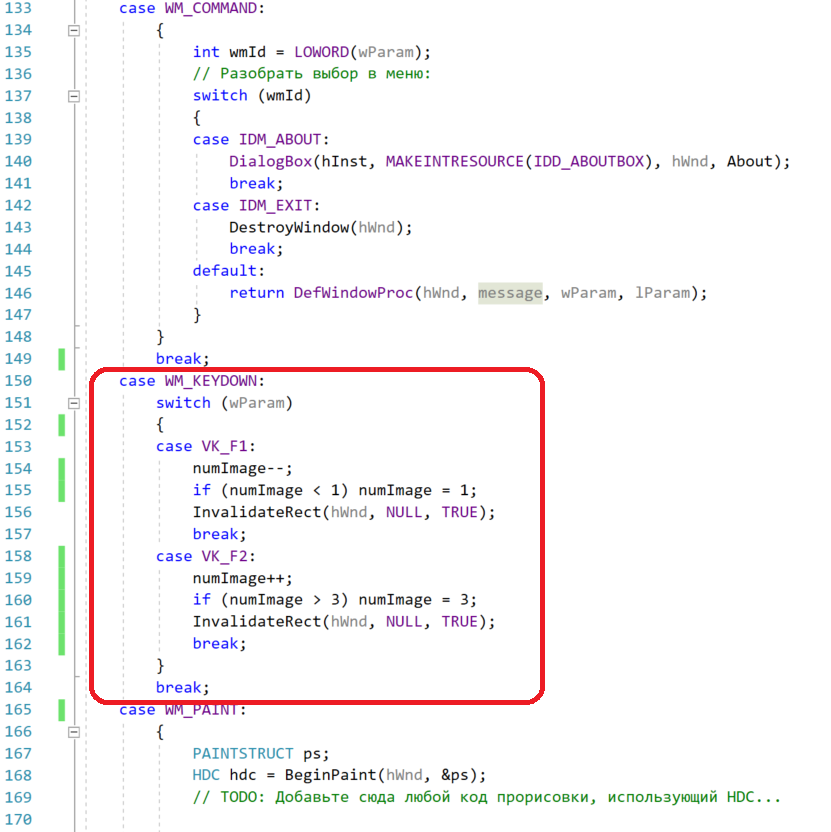 133 case WM_COMMAND:
134 {
135 int wmId = LOWORD(wParam);
136 // Разобрать выбор в меню:
137 switch (wmId)
138 {
139 case IDM_ABOUT:
140 DialogBox(hInst, MAKEINTRESOURCE(IDD_ABOUTBOX), hWnd, About);
141 break;
142 case IDM_EXIT:
143 DestroyWindow(hWnd);
144 break;
145 default:
146 return DefWindowProc(hWnd, message, wParam, lParam);
147 }
148 }
149 break;
150 case WM_KEYDOWN:
151 switch (wParam)
152 {
153 case VK_F1:
154 numImage--;
155 if (numImage < 1) numImage = 1;
156 InvalidateRect(hWnd, NULL, TRUE);
157 break;
158 case VK_F2:
159 numImage++;
160 if (numImage > 3) numImage = 3;
161 InvalidateRect(hWnd, NULL, TRUE);
162 break;
163 }
164 break;
165 case WM_PAINT:
166 {
167 PAINTSTRUCT ps;
168 HDC hdc = BeginPaint(hWnd, &ps);
169 // TODO: Добавьте сюда любой код прорисовки, использующий HDC...
170